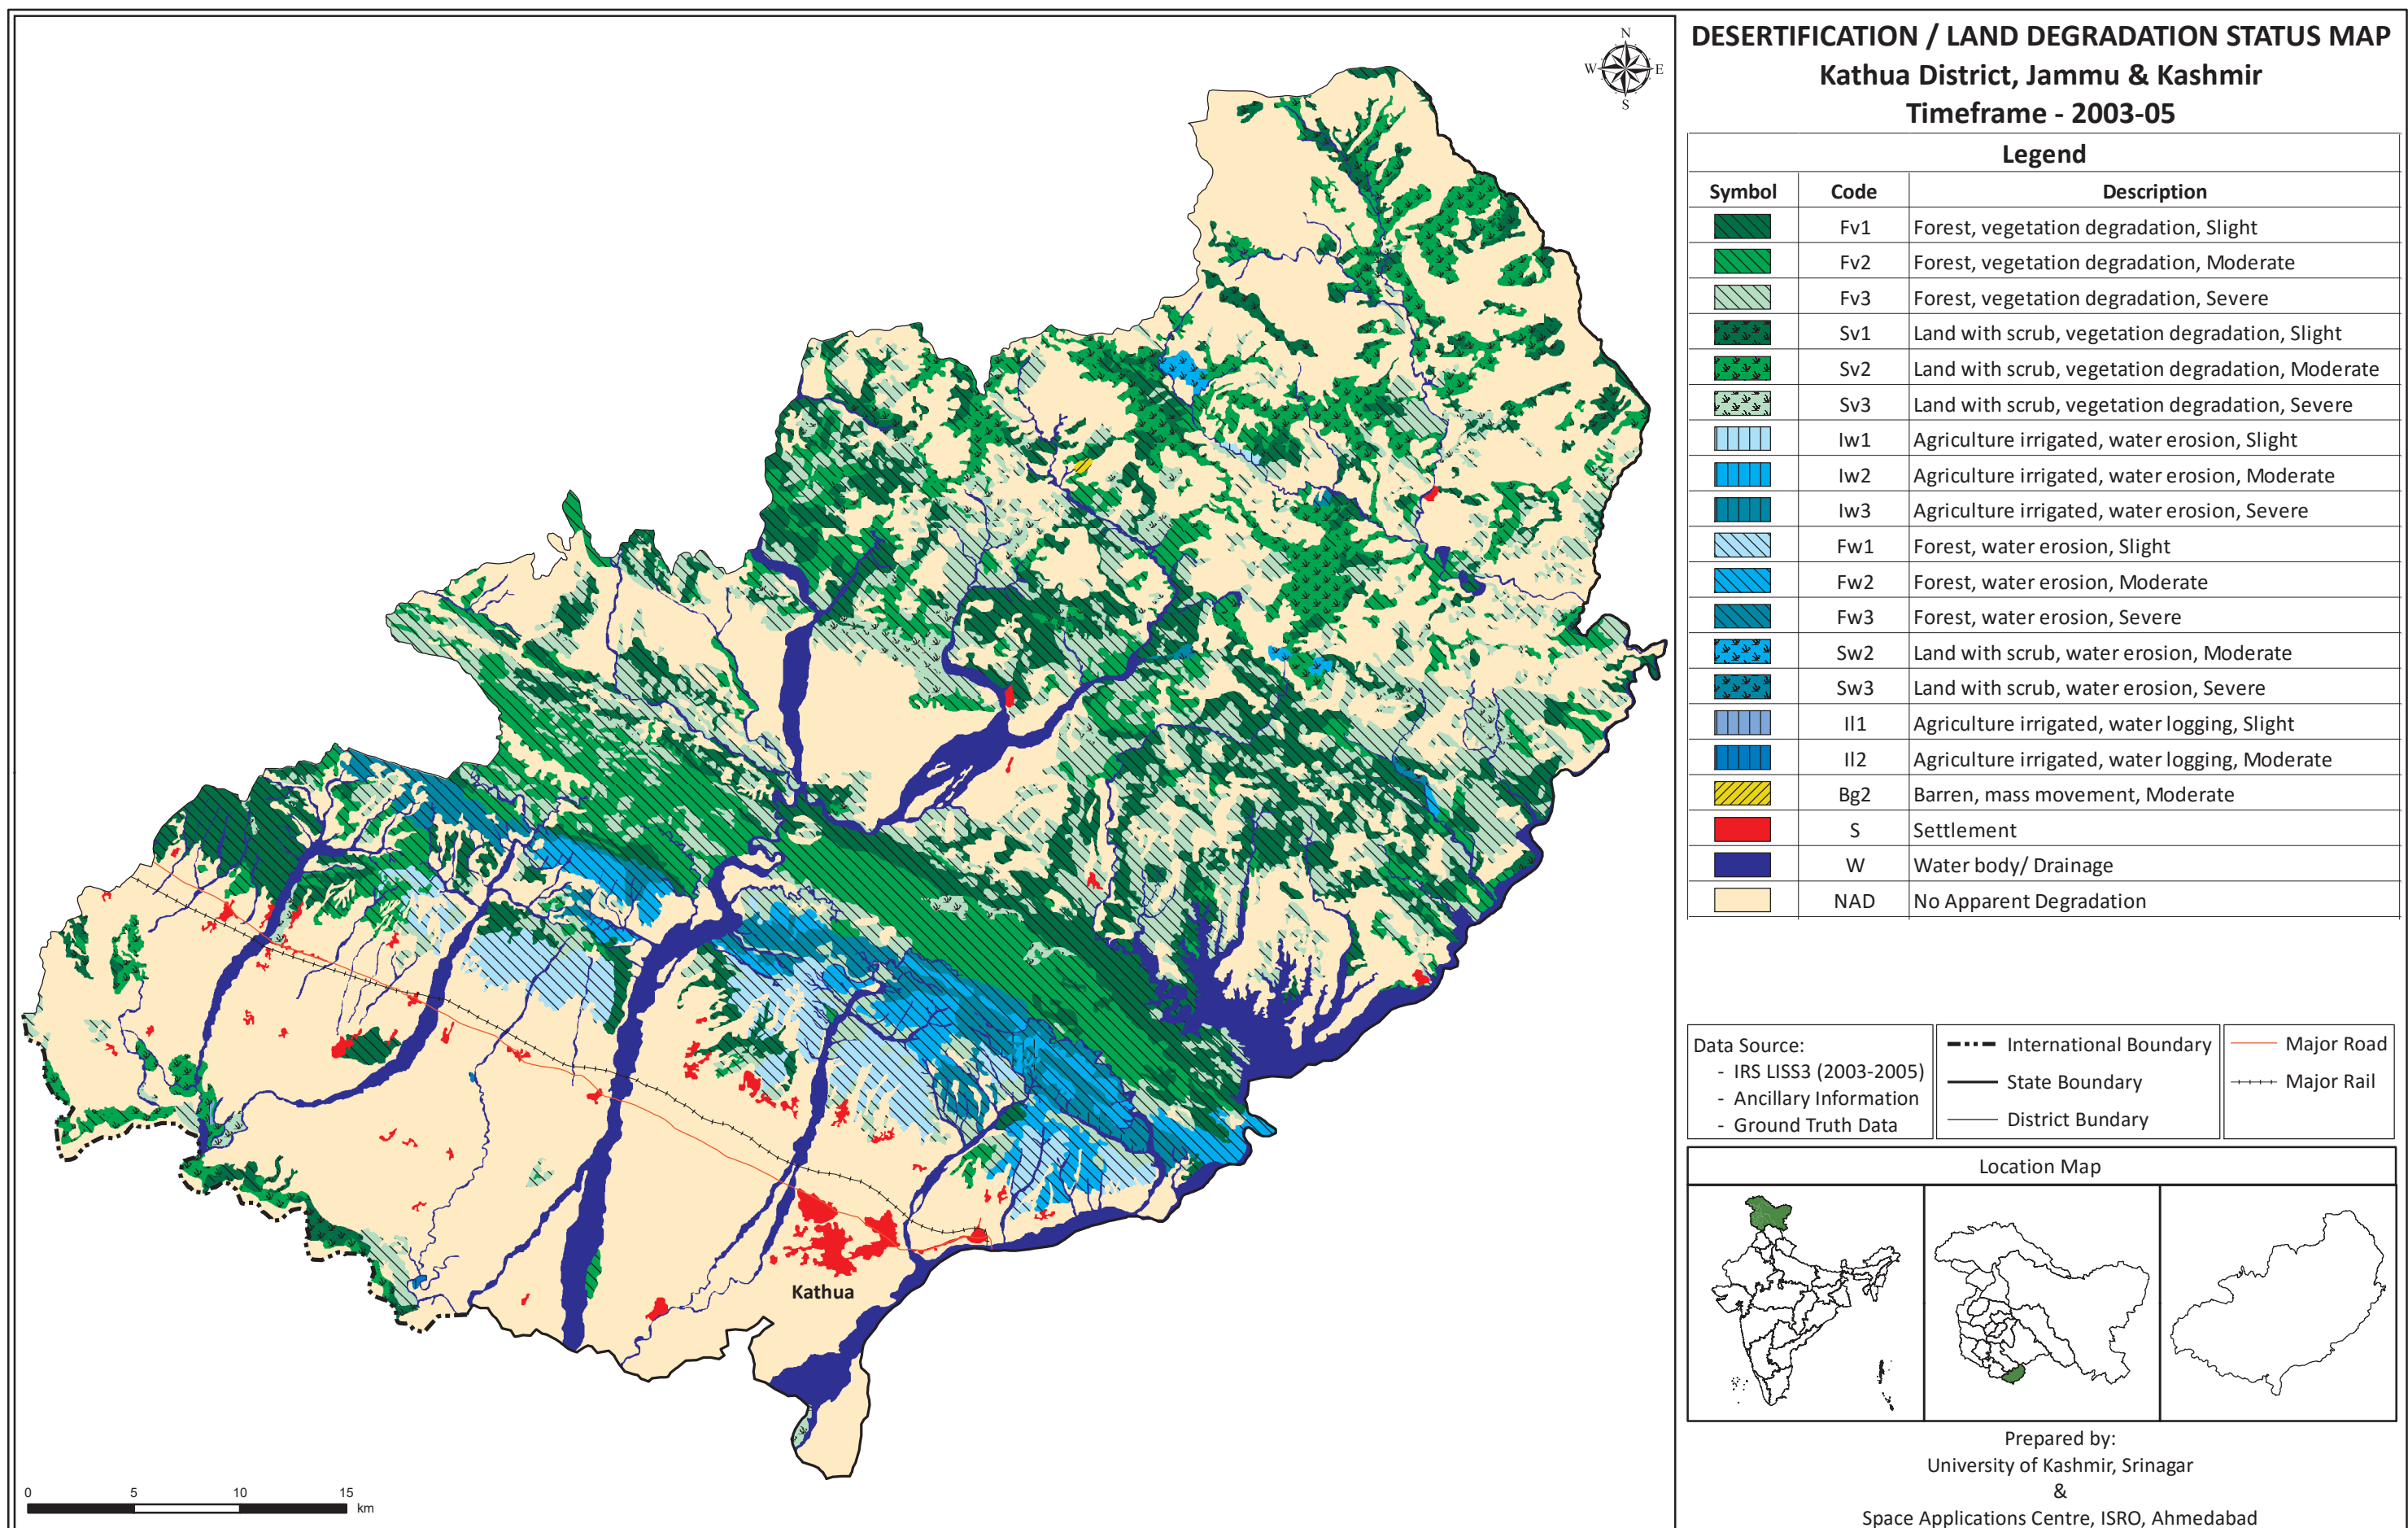 N
W E
S
Kathua
0 5 10 15
km
DESERTIFICATION / LAND DEGRADATION STATUS MAP
Kathua District, Jammu & Kashmir
Timeframe - 2003-05
Legend
Symbol Code Description
Fv1 Forest, vegetation degradation, Slight
Fv2 Forest, vegetation degradation, Moderate
Fv3 Forest, vegetation degradation, Severe
Sv1 Land with scrub, vegetation degradation, Slight
Sv2 Land with scrub, vegetation degradation, Moderate
Sv3 Land with scrub, vegetation degradation, Severe
Iw1 Agriculture irrigated, water erosion, Slight
Iw2 Agriculture irrigated, water erosion, Moderate
Iw3 Agriculture irrigated, water erosion, Severe
Fw1 Forest, water erosion, Slight
Fw2 Forest, water erosion, Moderate
Fw3 Forest, water erosion, Severe
Sw2 Land with scrub, water erosion, Moderate
Sw3 Land with scrub, water erosion, Severe
Il1 Agriculture irrigated, water logging, Slight
Il2 Agriculture irrigated, water logging, Moderate
Bg2 Barren, mass movement, Moderate
S Settlement
W Water body/ Drainage
NAD No Apparent Degradation
Data Source:
- IRS LISS3 (2003-2005)
- Ancillary Information
- Ground Truth Data
International Boundary
State Boundary
District Bundary
Major Road
Major Rail
Location Map
Prepared by:
University of Kashmir, Srinagar
&
Space Applications Centre, ISRO, Ahmedabad